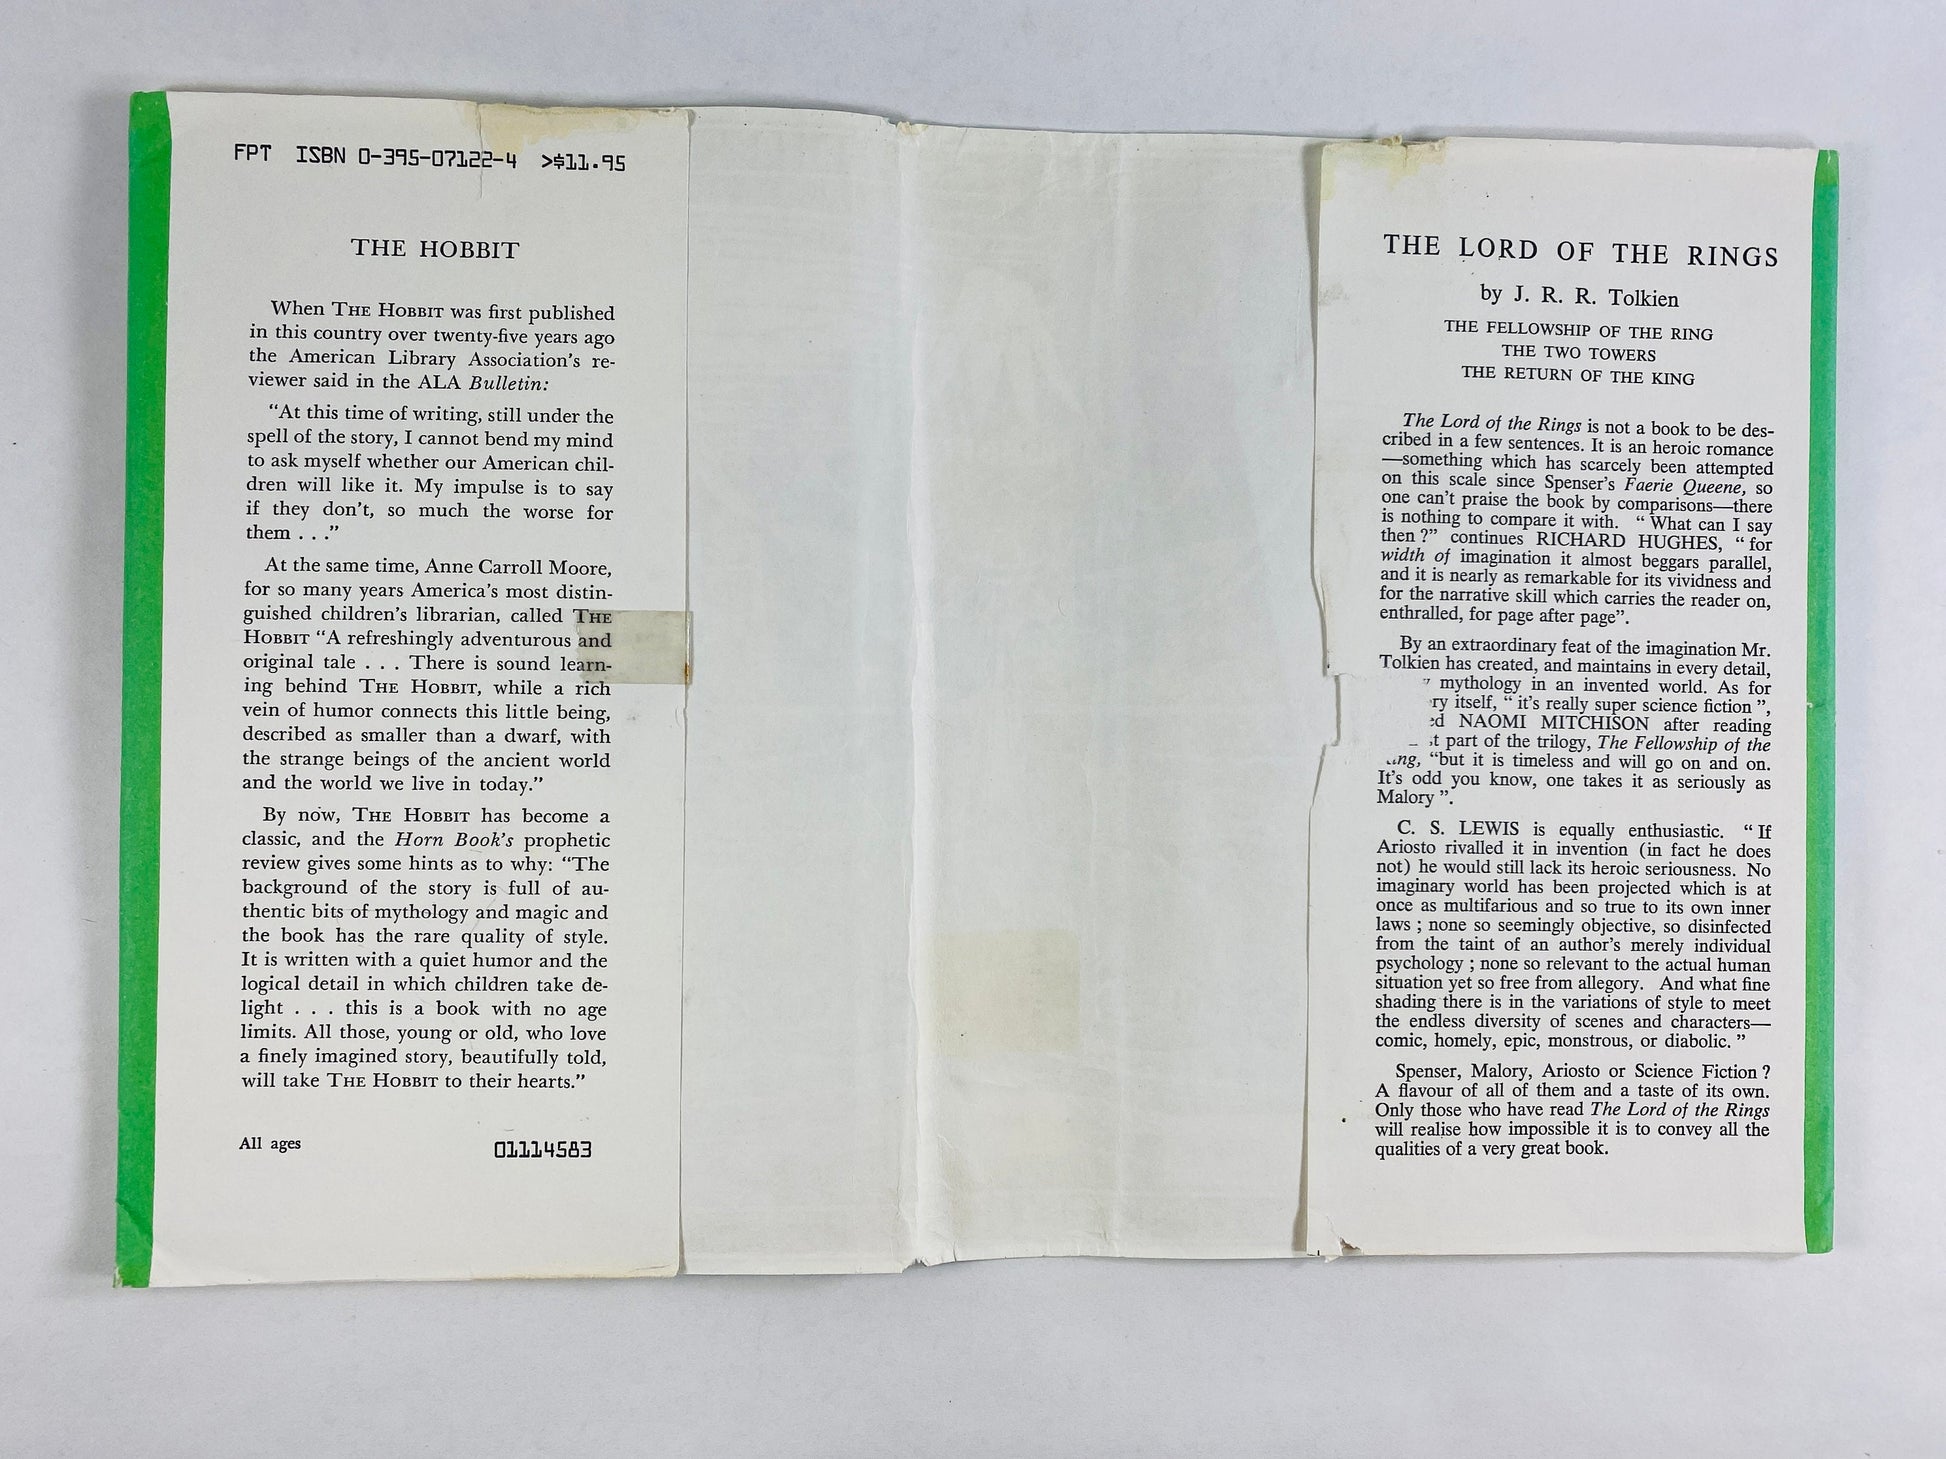 FPT ISBN 0-395-07122-4 >$11.95
THE HOBBIT
When THE HOBBIT was first published
in this country over twenty-five years ago
the American Library Association's re-
viewer said in the ALA Bulletin:
"At this time of writing, still under the
spell of the story, I cannot bend my mind
to ask myself whether our American chil-
dren will like it. My impulse is to say
if they don't, so much the worse for
them . . ."
At the same time, Anne Carroll Moore,
for so many years America's most distin-
guished children's librarian, called THE
HOBBIT "A refreshingly adventurous and
original tale . . . There is sound learn-
ing behind THE HOBBIT, while a rich
vein of humor connects this little being,
described as smaller than a dwarf, with
the strange beings of the ancient world
and the world we live in today."
By now, THE HOBBIT has become a
classic, and the Horn Book's prophetic
review gives some hints as to why: "The
background of the story is full of au-
thentic bits of mythology and magic and
the book has the rare quality of style.
It is written with a quiet humor and the
logical detail in which children take de-
light . . . this is a book with no age
limits. All those, young or old, who love
a finely imagined story, beautifully told,
will take THE HOBBIT to their hearts."
All ages 01114583
THE LORD OF THE RINGS
by J. R. R. Tolkien
THE FELLOWSHIP OF THE RING
THE TWO TOWERS
THE RETURN OF THE KING
The Lord of the Rings is not a book to be des-
cribed in a few sentences. It is an heroic romance
—something which has scarcely been attempted
on this scale since Spenser's Faerie Queene, so
one can't praise the book by comparisons—there
is nothing to compare it with. "What can I say
then?" continues RICHARD HUGHES, "for
width of imagination it almost beggars parallel,
and it is nearly as remarkable for its vividness and
for the narrative skill which carries the reader on,
enthralled, for page after page".
By an extraordinary feat of the imagination Mr.
Tolkien has created, and maintains in every detail,
mythology in an invented world. As for
itself, "it's really super science fiction",
NAOMI MITCHISON after reading
part of the trilogy, The Fellowship of the
"but it is timeless and will go on and on.
It's odd you know, one takes it as seriously as
Malory".
C. S. LEWIS is equally enthusiastic. "If
Ariosto rivalled it in invention (in fact he does
not) he would still lack its heroic seriousness. No
imaginary world has been projected which is at
once as multifarious and so true to its own inner
laws ; none so seemingly objective, so disinfected
from the taint of an author's merely individual
psychology ; none so relevant to the actual human
situation yet so free from allegory. And what fine
shading there is in the variations of style to meet
the endless diversity of scenes and characters—
comic, homely, epic, monstrous, or diabolic."
Spenser, Malory, Ariosto or Science Fiction ?
A flavour of all of them and a taste of its own.
Only those who have read The Lord of the Rings
will realise how impossible it is to convey all the
qualities of a very great book.